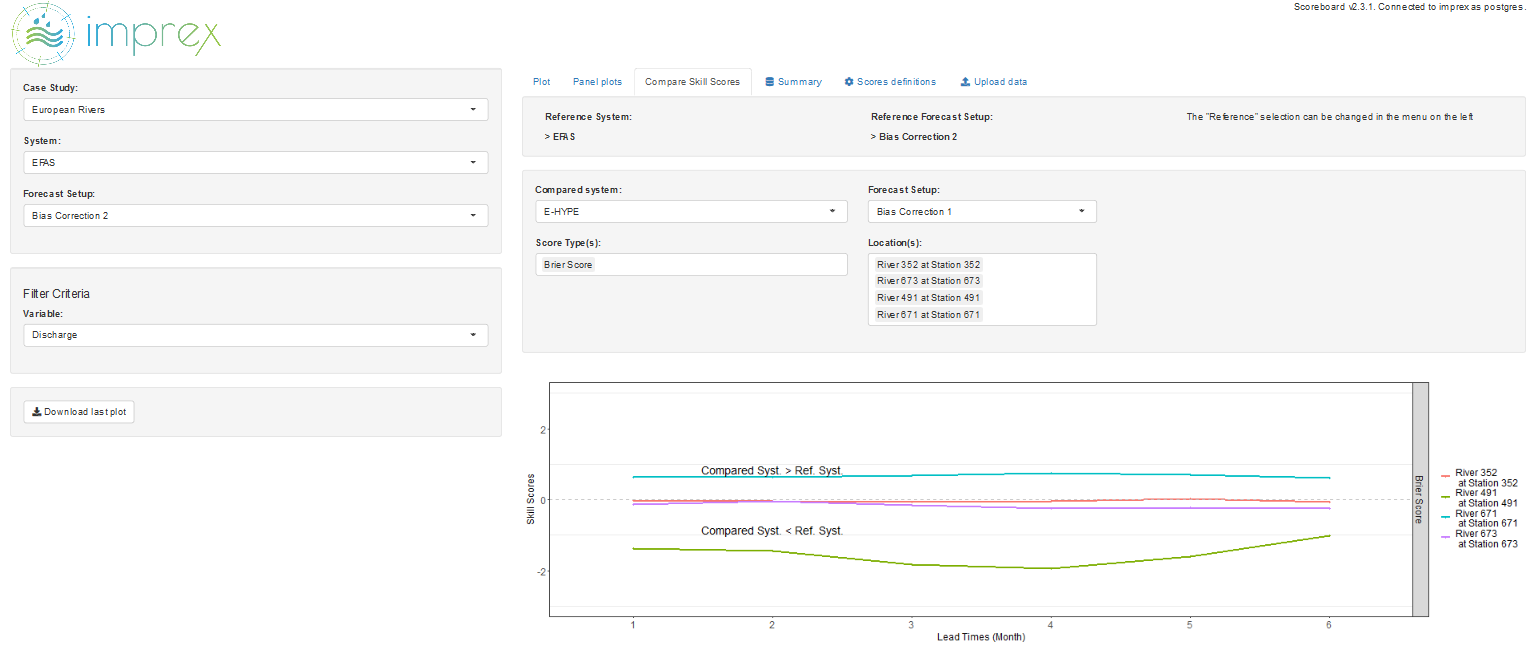 Scoreboard v2.3.1. Connected to imprex as postgres.
imprex
Case Study:
European Rivers
System:
EFAS
Forecast Setup:
Bias Correction 2
Filter Criteria
Variable:
Discharge
Download last plot
Plot
Panel plots
Compare Skill Scores
Summary
Scores definitions
Upload data
Reference System:
> EFAS
Reference Forecast Setup:
> Bias Correction 2
The "Reference" selection can be changed in the menu on the left
Compared system:
E-HYPE
Forecast Setup:
Bias Correction 1
Score Type(s):
Brier Score
Location(s):
River 352 at Station 352
River 673 at Station 673
River 491 at Station 491
River 671 at Station 671
Skill Scores
2
0
-2
Compared Syst. > Ref. Syst.
Compared Syst. < Ref. Syst.
1
2
3
4
5
6
Lead Times (Month)
Brier Score
River 352
at Station 352
River 491
at Station 491
River 671
at Station 671
River 673
at Station 673